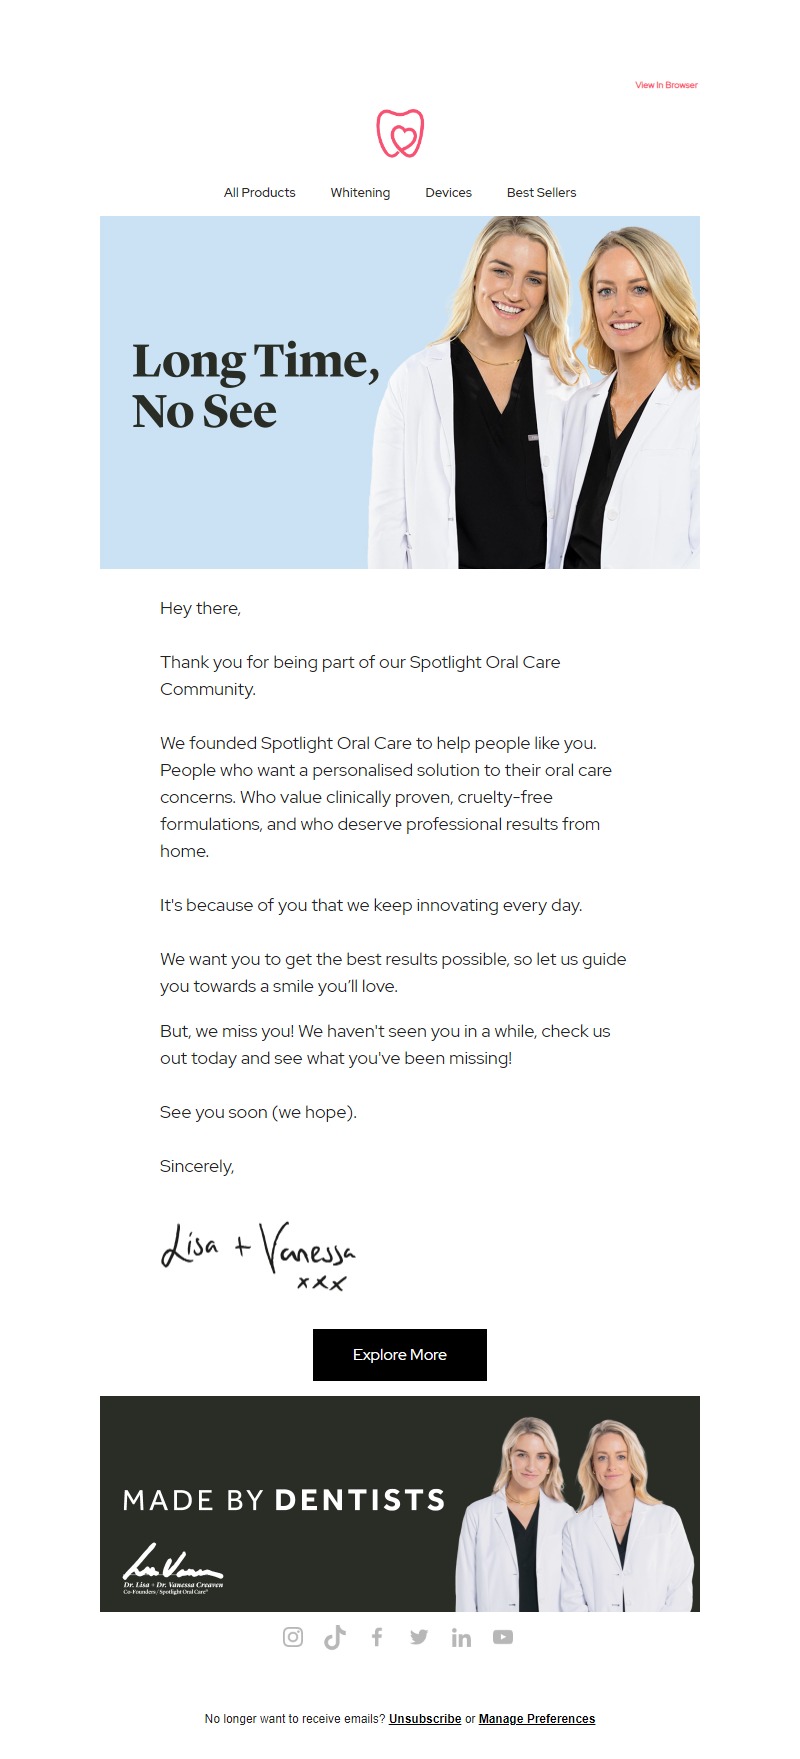 View In Browser
All Products Whitening Devices Best Sellers
Long Time,
No See
Hey there,
Thank you for being part of our Spotlight Oral Care
Community.
We founded Spotlight Oral Care to help people like you.
People who want a personalised solution to their oral care
concerns. Who value clinically proven, cruelty-free
formulations, and who deserve professional results from
home.
It's because of you that we keep innovating every day.
We want you to get the best results possible, so let us guide
you towards a smile you’ll love.
But, we miss you! We haven't seen you in a while, check us
out today and see what you've been missing!
See you soon (we hope).
Sincerely,
Lisa + Vanessa
xxx
Explore More
MADE BY DENTISTS
Dr. Lisa + Dr. Vanessa Creaven
Co-Founders / Spotlight Oral Care®
No longer want to receive emails? Unsubscribe or Manage Preferences